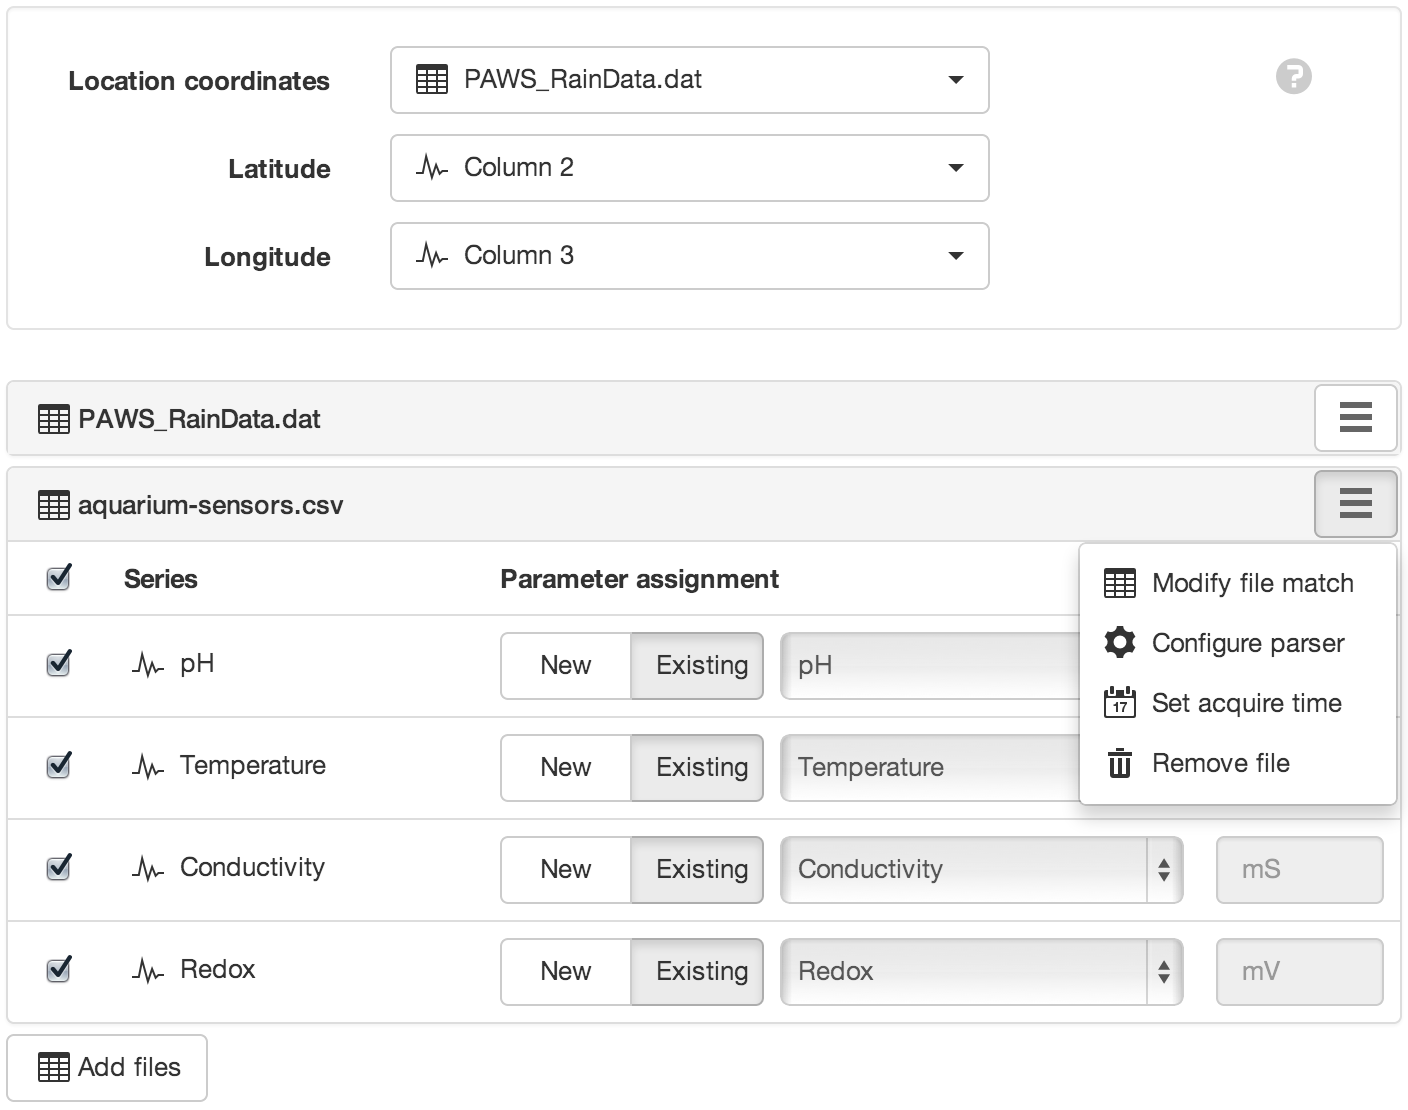 Location coordinates PAWS_RainData.dat ?
Latitude Column 2
Longitude Column 3
PAWS_RainData.dat
aquarium-sensors.csv
Series Parameter assignment
Modify file match
Configure parser
17 Set acquire time
Remove file
pH New Existing pH
Temperature New Existing Temperature
Conductivity New Existing Conductivity mS
Redox New Existing Redox mV
Add files